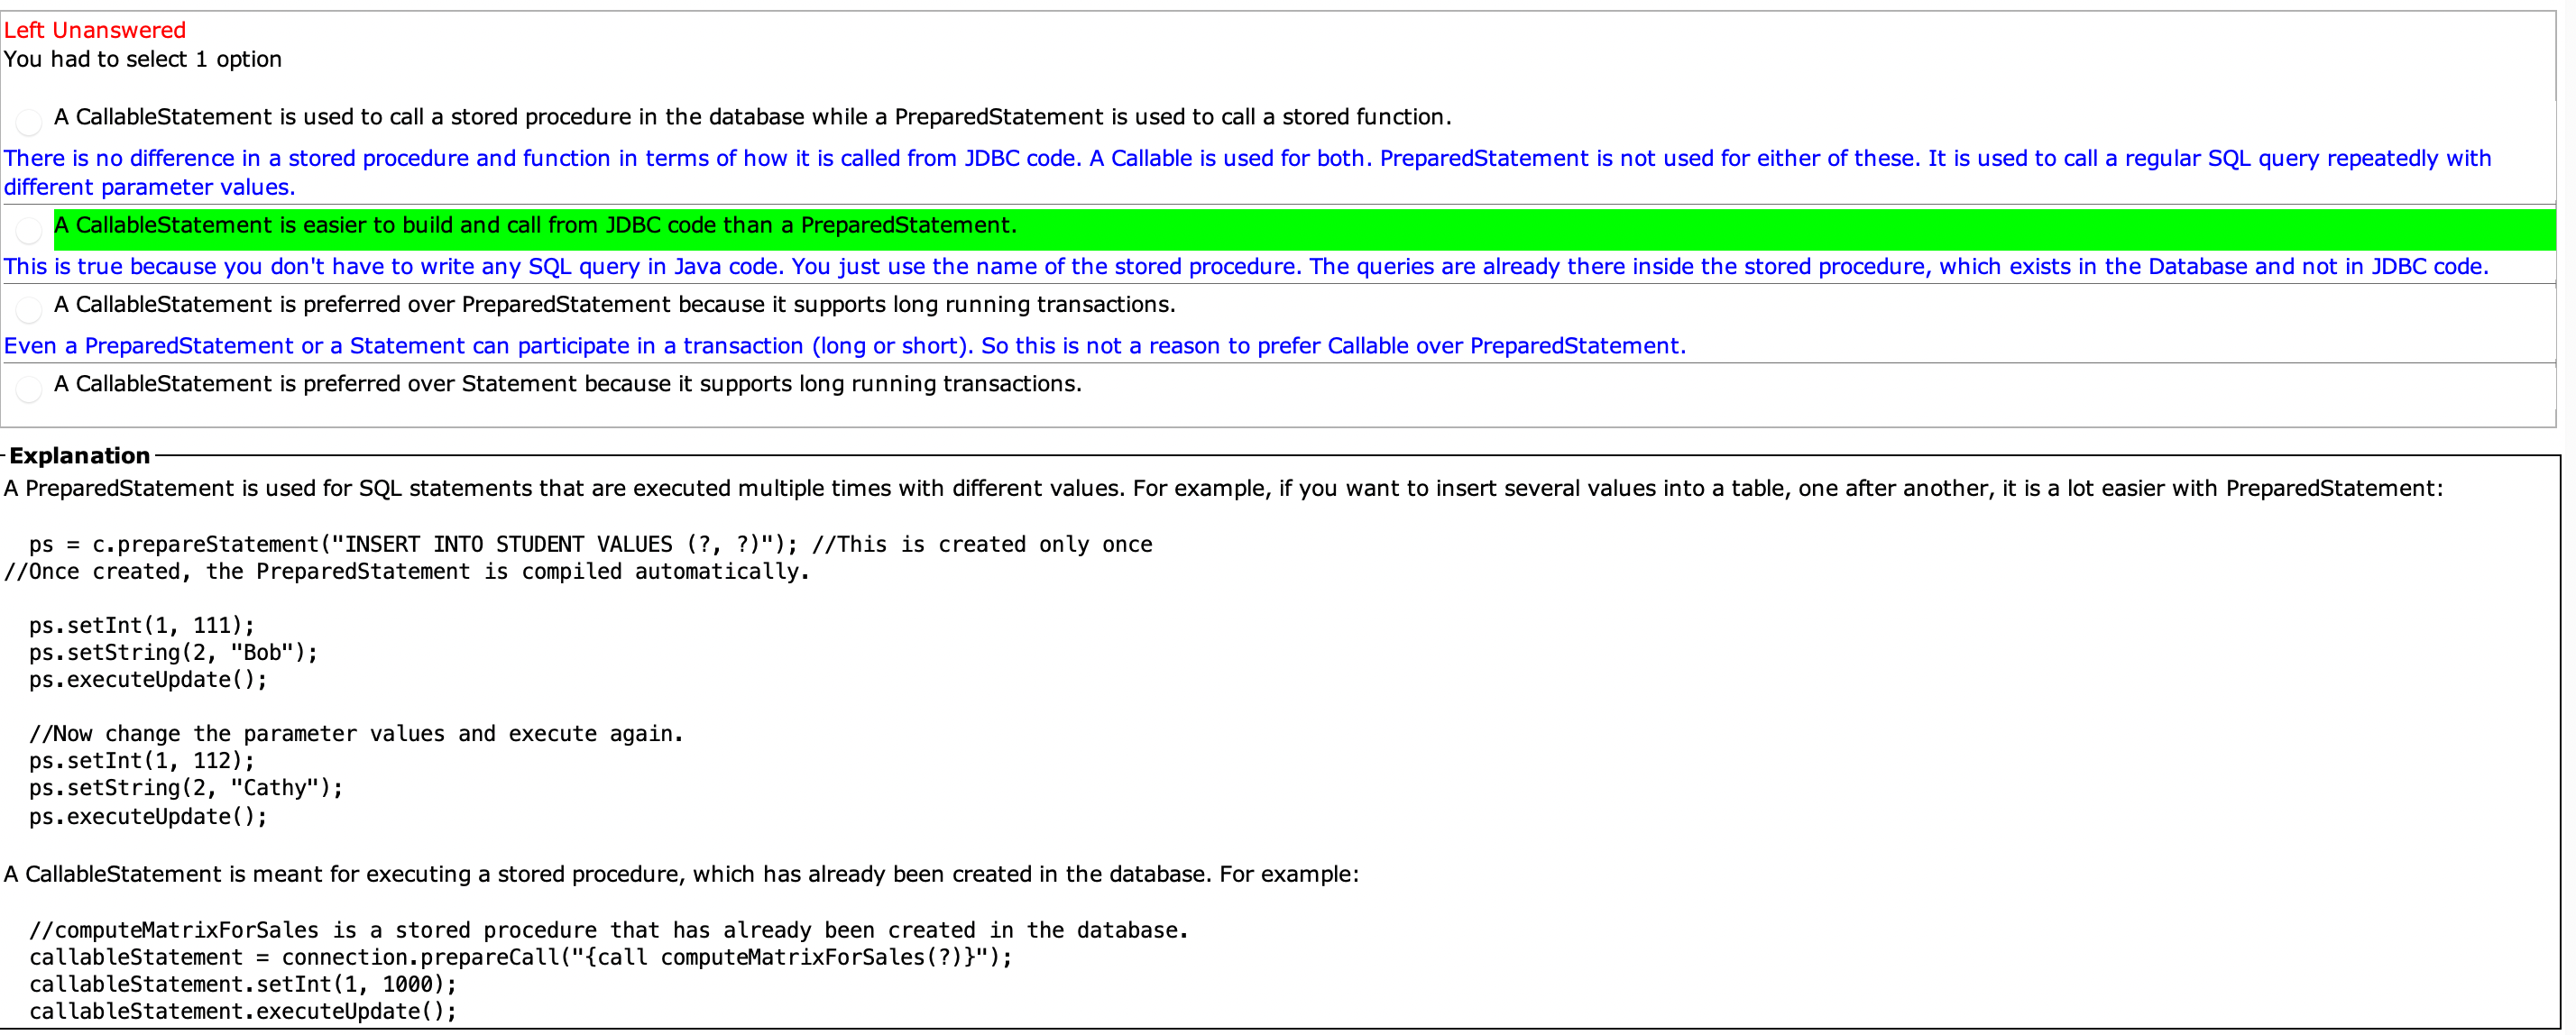 Left Unanswered
You had to select 1 option
A CallableStatement is used to call a stored procedure in the database while a PreparedStatement is used to call a stored function.
There is no difference in a stored procedure and function in terms of how it is called from JDBC code. A Callable is used for both. PreparedStatement is not used for either of these. It is used to call a regular SQL query repeatedly with
different parameter values.
A CallableStatement is easier to build and call from JDBC code than a PreparedStatement.
This is true because you don't have to write any SQL query in Java code. You just use the name of the stored procedure. The queries are already there inside the stored procedure, which exists in the Database and not in JDBC code.
A CallableStatement is preferred over PreparedStatement because it supports long running transactions.
Even a PreparedStatement or a Statement can participate in a transaction (long or short). So this is not a reason to prefer Callable over PreparedStatement.
A CallableStatement is preferred over Statement because it supports long running transactions.
Explanation
A PreparedStatement is used for SQL statements that are executed multiple times with different values. For example, if you want to insert several values into a table, one after another, it is a lot easier with PreparedStatement:
ps = c.prepareStatement("INSERT INTO STUDENT VALUES (?, ?)"); //This is created only once
//Once created, the PreparedStatement is compiled automatically.
ps.setInt(1, 111);
ps.setString(2, "Bob");
ps.executeUpdate();
//Now change the parameter values and execute again.
ps.setInt(1, 112);
ps.setString(2, "Cathy");
ps.executeUpdate();
A CallableStatement is meant for executing a stored procedure, which has already been created in the database. For example:
//computeMatrixForSales is a stored procedure that has already been created in the database.
callableStatement = connection.prepareCall("{call computeMatrixForSales(?)}");
callableStatement.setInt(1, 1000);
callableStatement.executeUpdate();